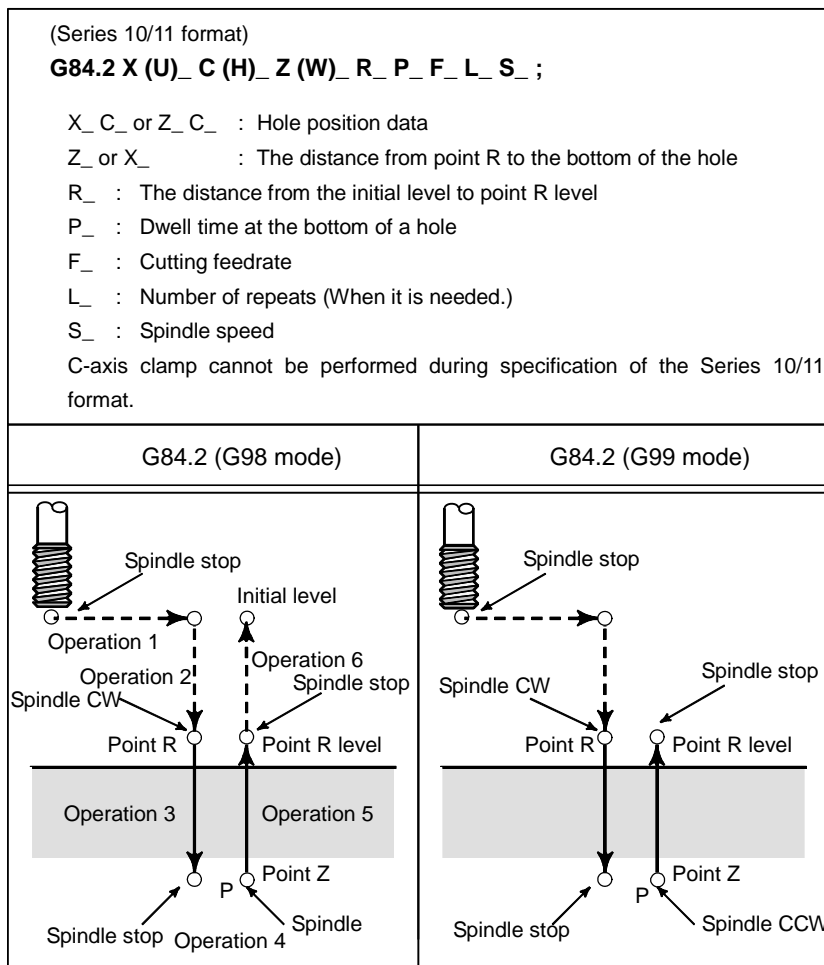 (Series 10/11 format)
G84.2 X (U)_ C (H)_ Z (W)_ R_ P_ F_ L_ S_ ;
X_ C_ or Z_ C_ : Hole position data
Z_ or X_ : The distance from point R to the bottom of the hole
R_ : The distance from the initial level to point R level
P_ : Dwell time at the bottom of a hole
F_ : Cutting feedrate
L_ : Number of repeats (When it is needed.)
S_ : Spindle speed
C-axis clamp cannot be performed during specification of the Series 10/11
format.
G84.2 (G98 mode)
G84.2 (G99 mode)
Spindle stop
Initial level
Operation 1
Operation 2
Operation 6
Spindle CW
Spindle stop
Point R
Point R level
Operation 3
Operation 5
P
Point Z
Spindle stop
Operation 4
Spindle
Spindle stop
Spindle CW
Spindle stop
Point R
Point R level
P
Point Z
Spindle stop
Spindle CCW